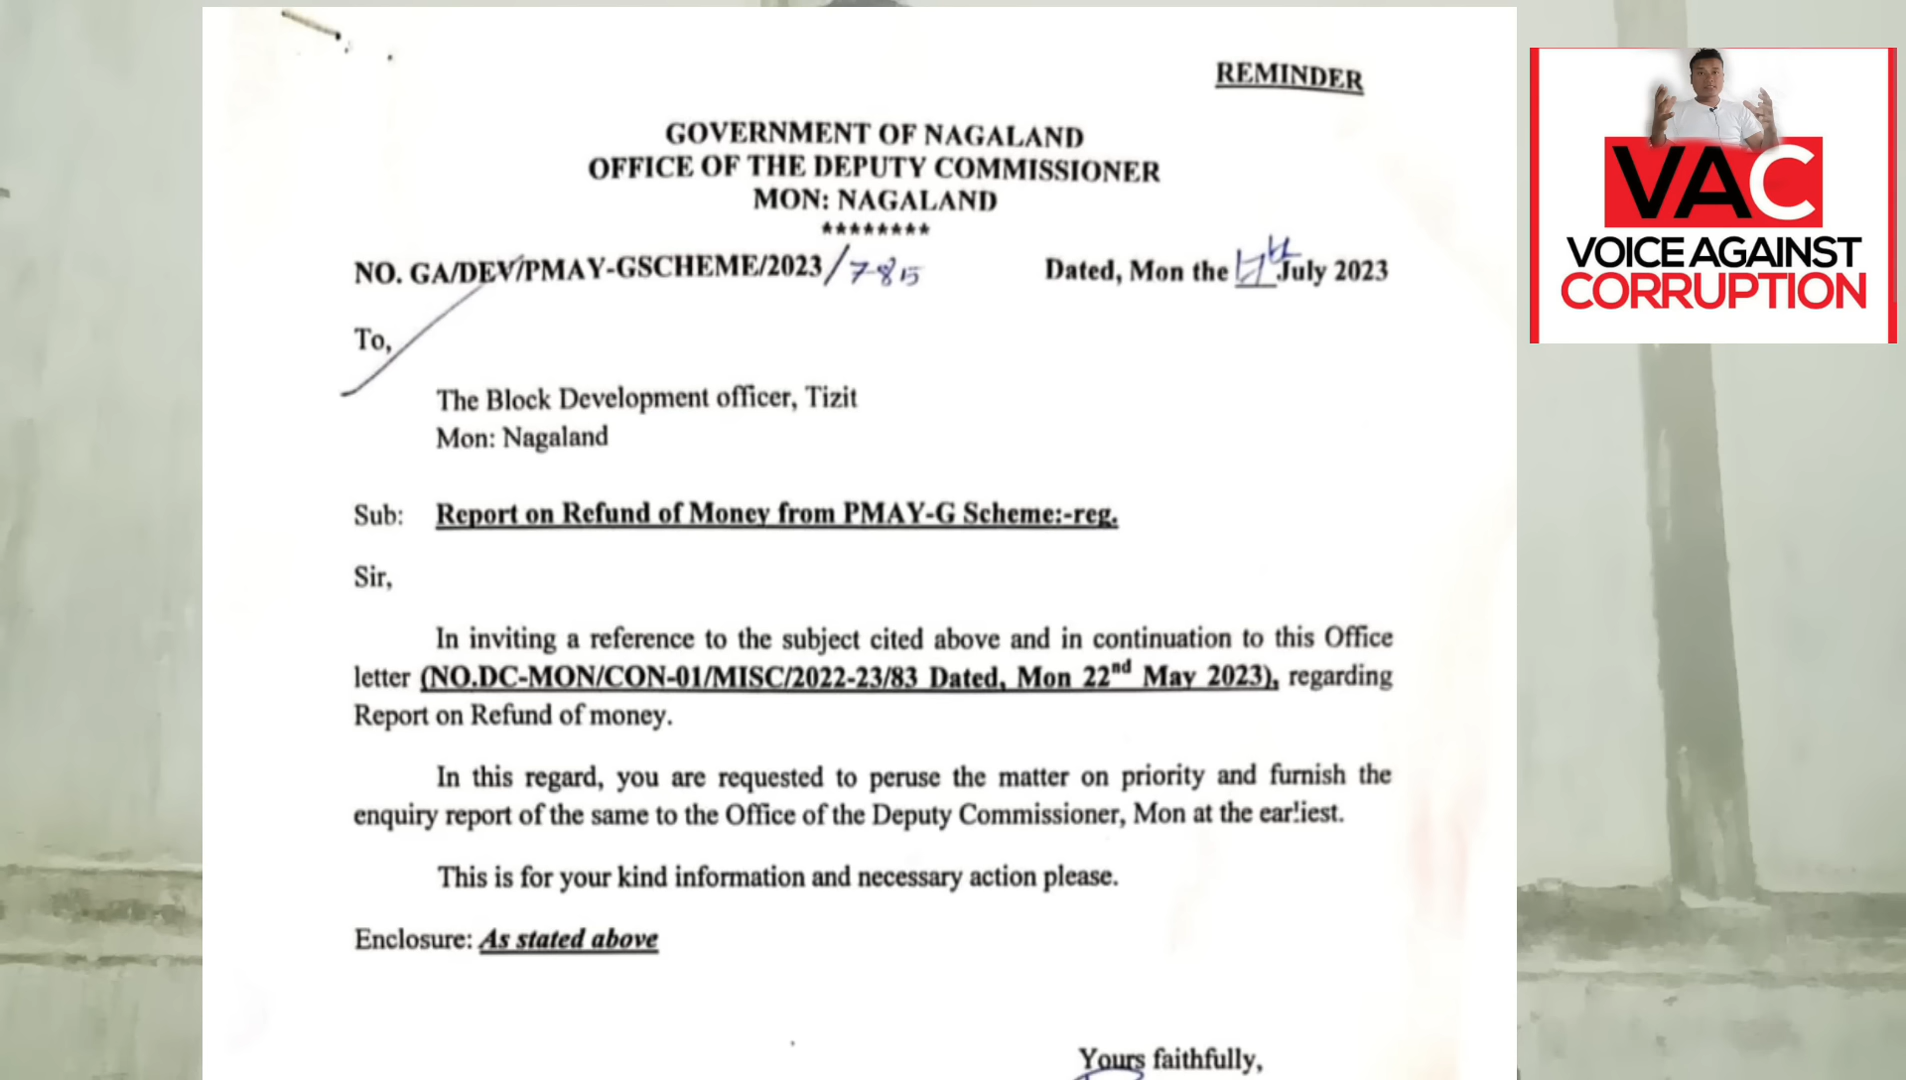 REMINDER
GOVERNMENT OF NAGALAND
OFFICE OF THE DEPUTY COMMISSIONER
MON: NAGALAND
********
NO. GA/DEV/PMAY-GSCHEME/2023/785
Dated, Mon the 17th July 2023
To,
The Block Development officer, Tizit
Mon: Nagaland
Sub: Report on Refund of Money from PMAY-G Scheme:-reg.
Sir,
In inviting a reference to the subject cited above and in continuation to this Office
letter (NO.DC-MON/CON-01/MISC/2022-23/83 Dated, Mon 22nd May 2023), regarding
Report on Refund of money.
In this regard, you are requested to peruse the matter on priority and furnish the
enquiry report of the same to the Office of the Deputy Commissioner, Mon at the earliest.
This is for your kind information and necessary action please.
Enclosure: As stated above
Yours faithfully,
VAC
VOICE AGAINST
CORRUPTION